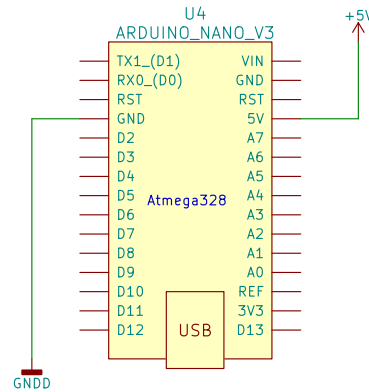 U4
ARDUINO_NANO_V3
+5V
TX1_(D1) VIN
RX0_(D0) GND
RST RST
GND 5V
D2 A7
D3 A6
D4 A5
D5 A4
Atmega328
D6 A3
D7 A2
D8 A1
D9 A0
D10 REF
D11 3V3
D12 USB D13
GNDD